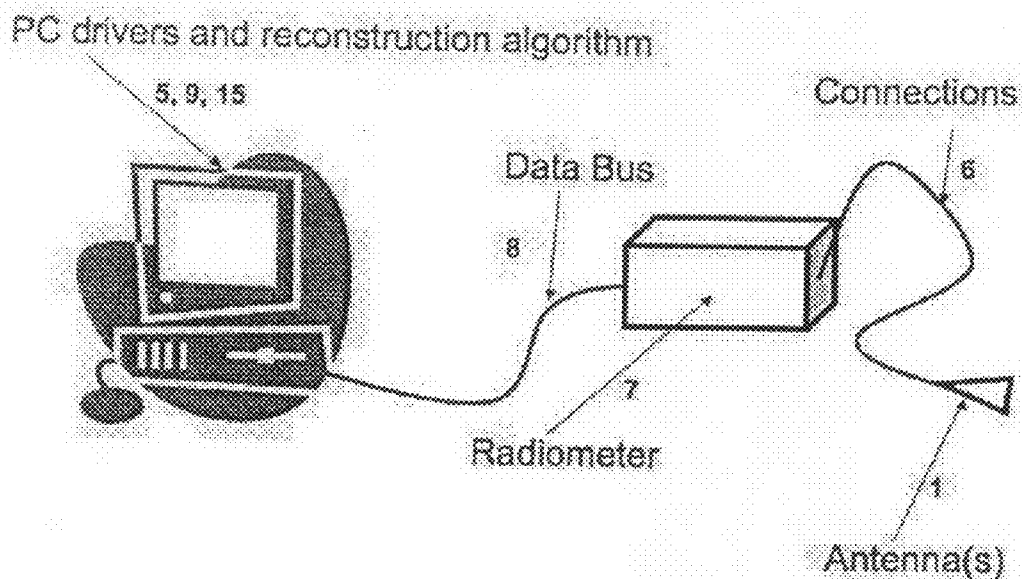 PC drivers and reconstruction algorithm
5, 9, 15
Connections
6
Data Bus
8
7
Radiometer
1
Antenna(s)